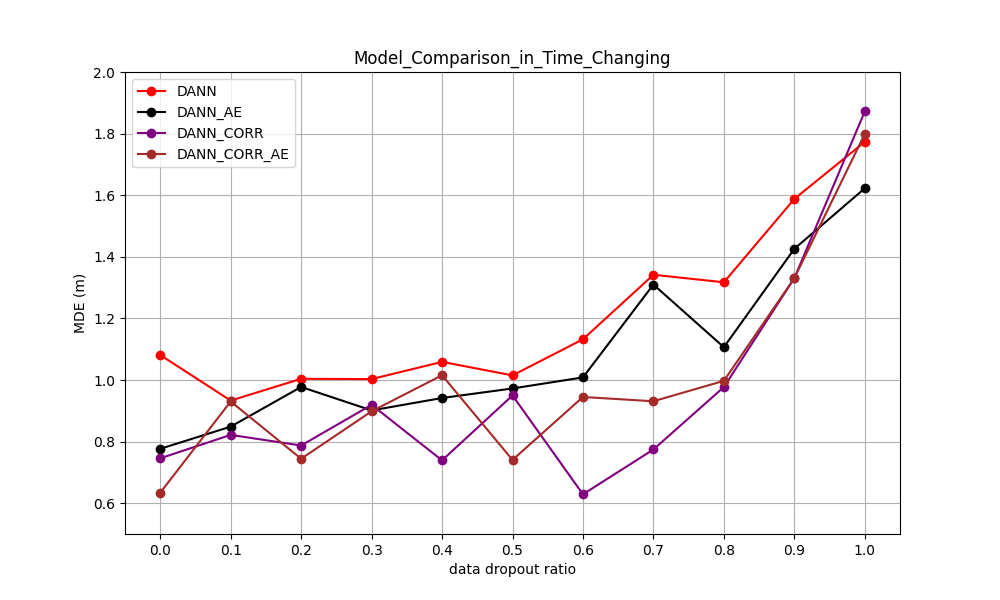 Model_Comparison_in_Time_Changing
DANN
DANN_AE
DANN_CORR
DANN_CORR_AE
MDE (m)
2.0
1.8
1.6
1.4
1.2
1.0
0.8
0.6
0.0 0.1 0.2 0.3 0.4 0.5 0.6 0.7 0.8 0.9 1.0
data dropout ratio